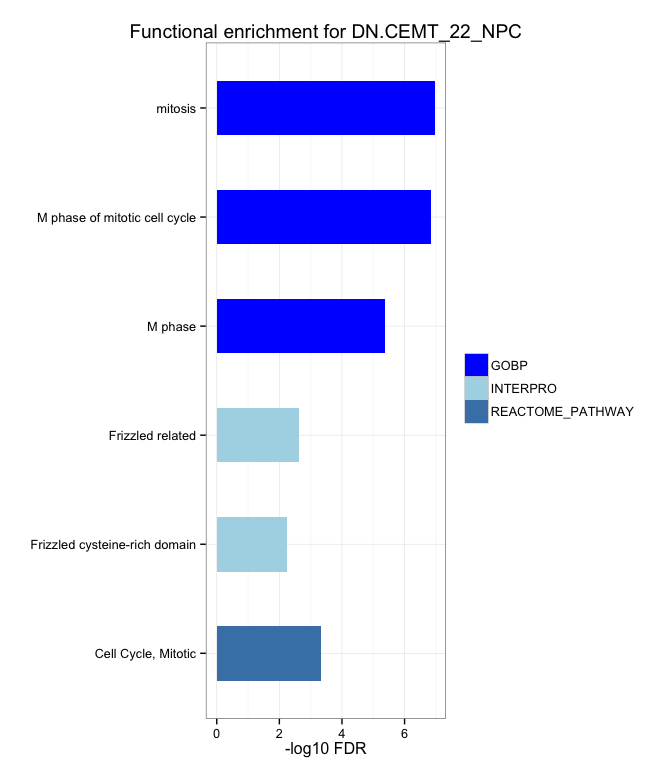 Functional enrichment for DN.CEMT_22_NPC
mitosis
M phase of mitotic cell cycle
M phase
Frizzled related
Frizzled cysteine-rich domain
Cell Cycle, Mitotic
0 2 4 6
-log10 FDR
GOBP
INTERPRO
REACTOME_PATHWAY